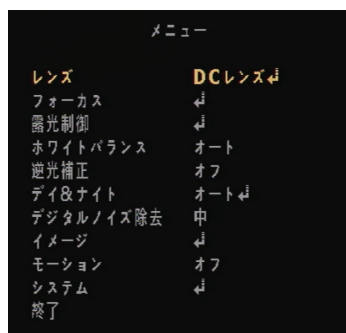 メニュー
レンズ DCレンズ↲
フォーカス ↲
露光制御 ↲
ホワイトバランス オート
逆光補正 オフ
デイ&ナイト オート↲
デジタルノイズ除去 中
イメージ ↲
モーション オフ
システム ↲
終了